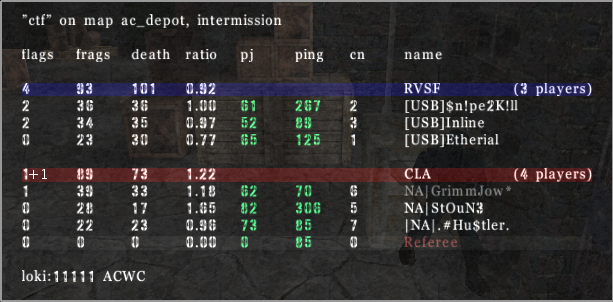 "ctf" on map ac_depot, intermission
flags frags death ratio pj ping cn name
4 93 101 0.92 RVSF (3 players)
2 36 36 1.00 61 267 2 [USB]$n!pe2K!ll
2 34 35 0.97 52 89 3 [USB]Inline
0 23 30 0.77 65 125 1 [USB]Etherial
1+1 89 73 1.22 CLA (4 players)
1 39 33 1.18 62 70 6 NA|GrimmJow*
0 28 17 1.65 82 306 5 NA|StOuN3
0 22 23 0.96 73 85 7 |NA|.#Hu$tler.
0 0 0 0.00 0 85 0 Referee
loki:11111 ACWC